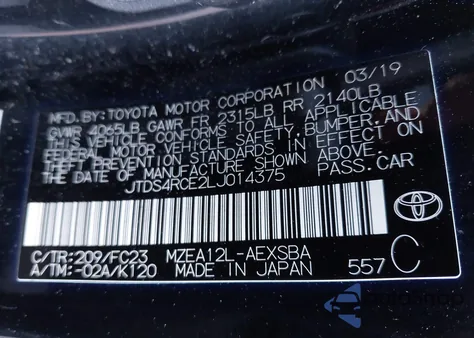 MFD. BY: TOYOTA MOTOR CORPORATION 03/19
GVWR 4065LB GAWR FR 2315LB RR 2140LB
THIS VEHICLE CONFORMS TO ALL APPLICABLE
FEDERAL MOTOR VEHICLE SAFETY, BUMPER, AND
THEFT PREVENTION STANDARDS IN EFFECT ON
THE DATE OF MANUFACTURE SHOWN ABOVE.
JTDS4RCE2LJ014375 PASS. CAR
C/TR: 209/FC23 MZEA12L-AEXSBA
A/TM: -02A/K120 MADE IN JAPAN 557 C